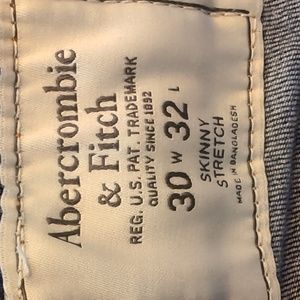 Abercrombie
& Fitch
REG. U.S. PAT. TRADEMARK
QUALITY SINCE 1892
30 W 32 L
SKINNY
STRETCH
MADE IN BANGLADESH